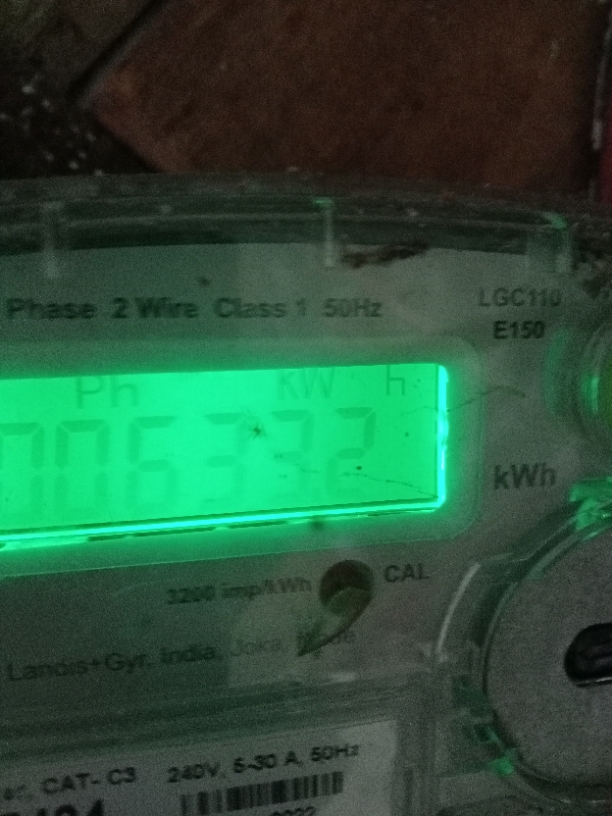 Phase 2 Wire Class 1 50Hz
LGC110
E150
Ph kW h
006332
kWh
3200 imp/kWh
CAL
Landis+Gyr. India, Joka,
CAT- C3 240V, 5-30 A, 50Hz